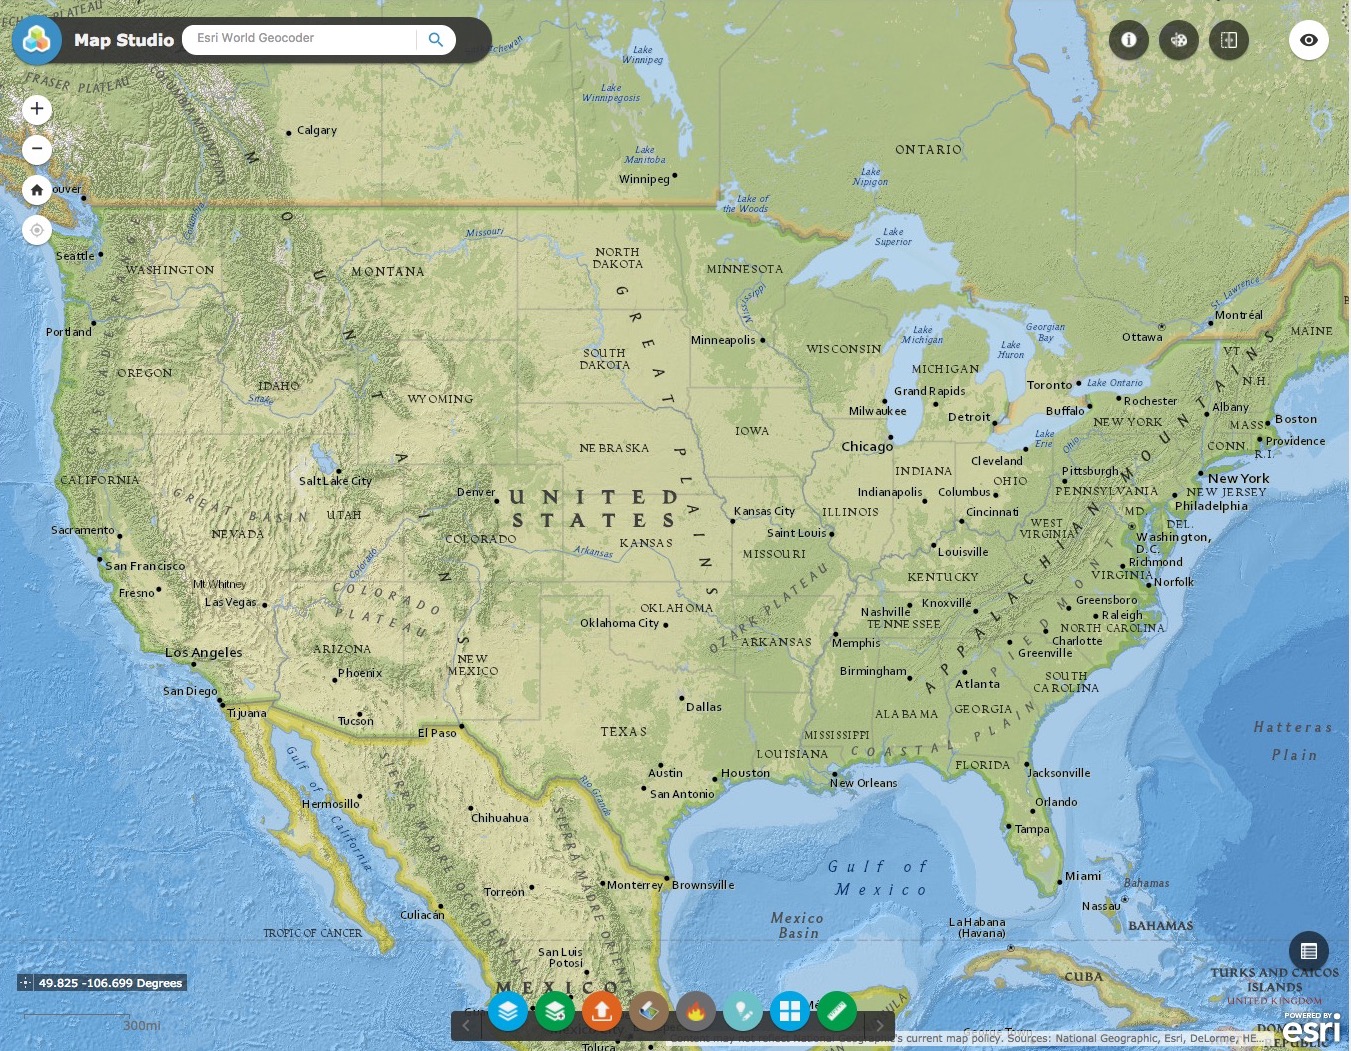 Map Studio
Esri World Geocoder
PLATEAU
Lake
Winnipeg
FRASER PLATEAU
COLUMBIA MOUNTAINS
Lake
Winnipegosis
Calgary
Lake
Manitoba
ONTARIO
Winnipeg
Lake
Nipigon
ouver
Lake of
the Woods
Columbia
Missouri
Lake
Superior
Seattle
WASHINGTON
MONTANA
NORTH
DAKOTA
MINNESOTA
Mississippi
St. Lawrence
Portland
Montréal
Ottawa
MAINE
Minneapolis
WISCONSIN
Lake
Michigan
Georgian
Bay
Lake
Huron
VT.
OREGON
IDAHO
SOUTH
DAKOTA
MICHIGAN
N.H.
Snake
WYOMING
Grand Rapids
Toronto
Lake Ontario
Rochester
Milwaukee
Detroit
Buffalo
NEW YORK
Albany
Boston
MASS
IOWA
Chicago
Lake
Erie
Ohio
CONN
Providence
R.I.
NEBRASKA
Cleveland
CALIFORNIA
Salt Lake City
INDIANA
OHIO
Pittsburgh
New York
Denver
UNITED
STATES
Indianapolis
Columbus
PENNSYLVANIA
NEW JERSEY
Philadelphia
GREAT BASIN
UTAH
Kansas City
ILLINOIS
Cincinnati
MD
DEL.
Sacramento
NEVADA
COLORADO
KANSAS
Saint Louis
WEST
VIRGINIA
Washington,
D.C.
San Francisco
Colorado
Arkansas
MISSOURI
Louisville
Richmond
Fresno
Mt Whitney
KENTUCKY
VIRGINIA
Norfolk
Las Vegas
COLORADO
PLATEAU
OKLAHOMA
OZARK PLATEAU
Nashville
Knoxville
Greensboro
Oklahoma City
TENNESSEE
Raleigh
NORTH CAROLINA
ARKANSAS
Memphis
Charlotte
Los Angeles
ARIZONA
Greenville
NEW
MEXICO
Birmingham
Phoenix
Atlanta
SOUTH
CAROLINA
San Diego
Tijuana
Tucson
Dallas
ALABAMA
GEORGIA
El Paso
TEXAS
MISSISSIPPI
Hatteras
Plain
LOUISIANA
COASTAL PLAIN
FLORIDA
Austin
Houston
Jacksonville
Gulf of California
Rio Grande
San Antonio
New Orleans
Hermosillo
Orlando
Chihuahua
Tampa
CASCADE RANGE
ROCKY MOUNTAINS
GREAT PLAINS
APPALACHIAN MOUNTAINS
PIEDMONT
SIERRA MADRE OCCIDENTAL
SIERRA MADRE ORIENTAL
Gulf of
Mexico
Miami
Torreón
Monterrey
Brownsville
Bahamas
Culiacán
Nassau
Mexico
Basin
La Habana
(Havana)
BAHAMAS
TROPIC OF CANCER
San Luis
Potosí
CUBA
TURKS AND CAICOS
ISLANDS
UNITED KINGDOM
49.825 -106.699 Degrees
MEXICO
300mi
Toluca
George Town
POWERED BY
esri
's current map policy. Sources: National Geographic, Esri, DeLorme, HE...